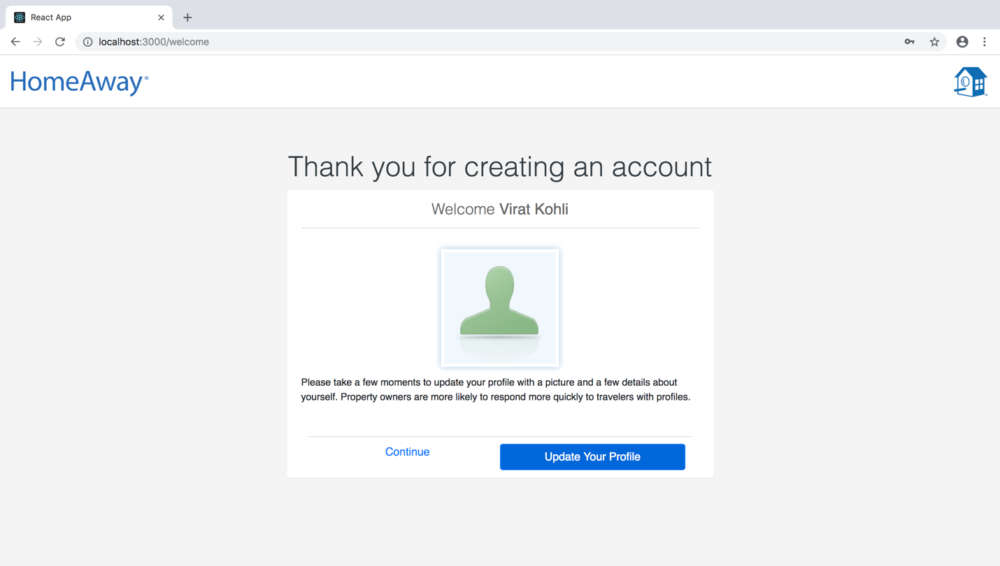 React App
localhost:3000/welcome
HomeAway®
Thank you for creating an account
Welcome Virat Kohli
Please take a few moments to update your profile with a picture and a few details about
yourself. Property owners are more likely to respond more quickly to travelers with profiles.
Continue
Update Your Profile